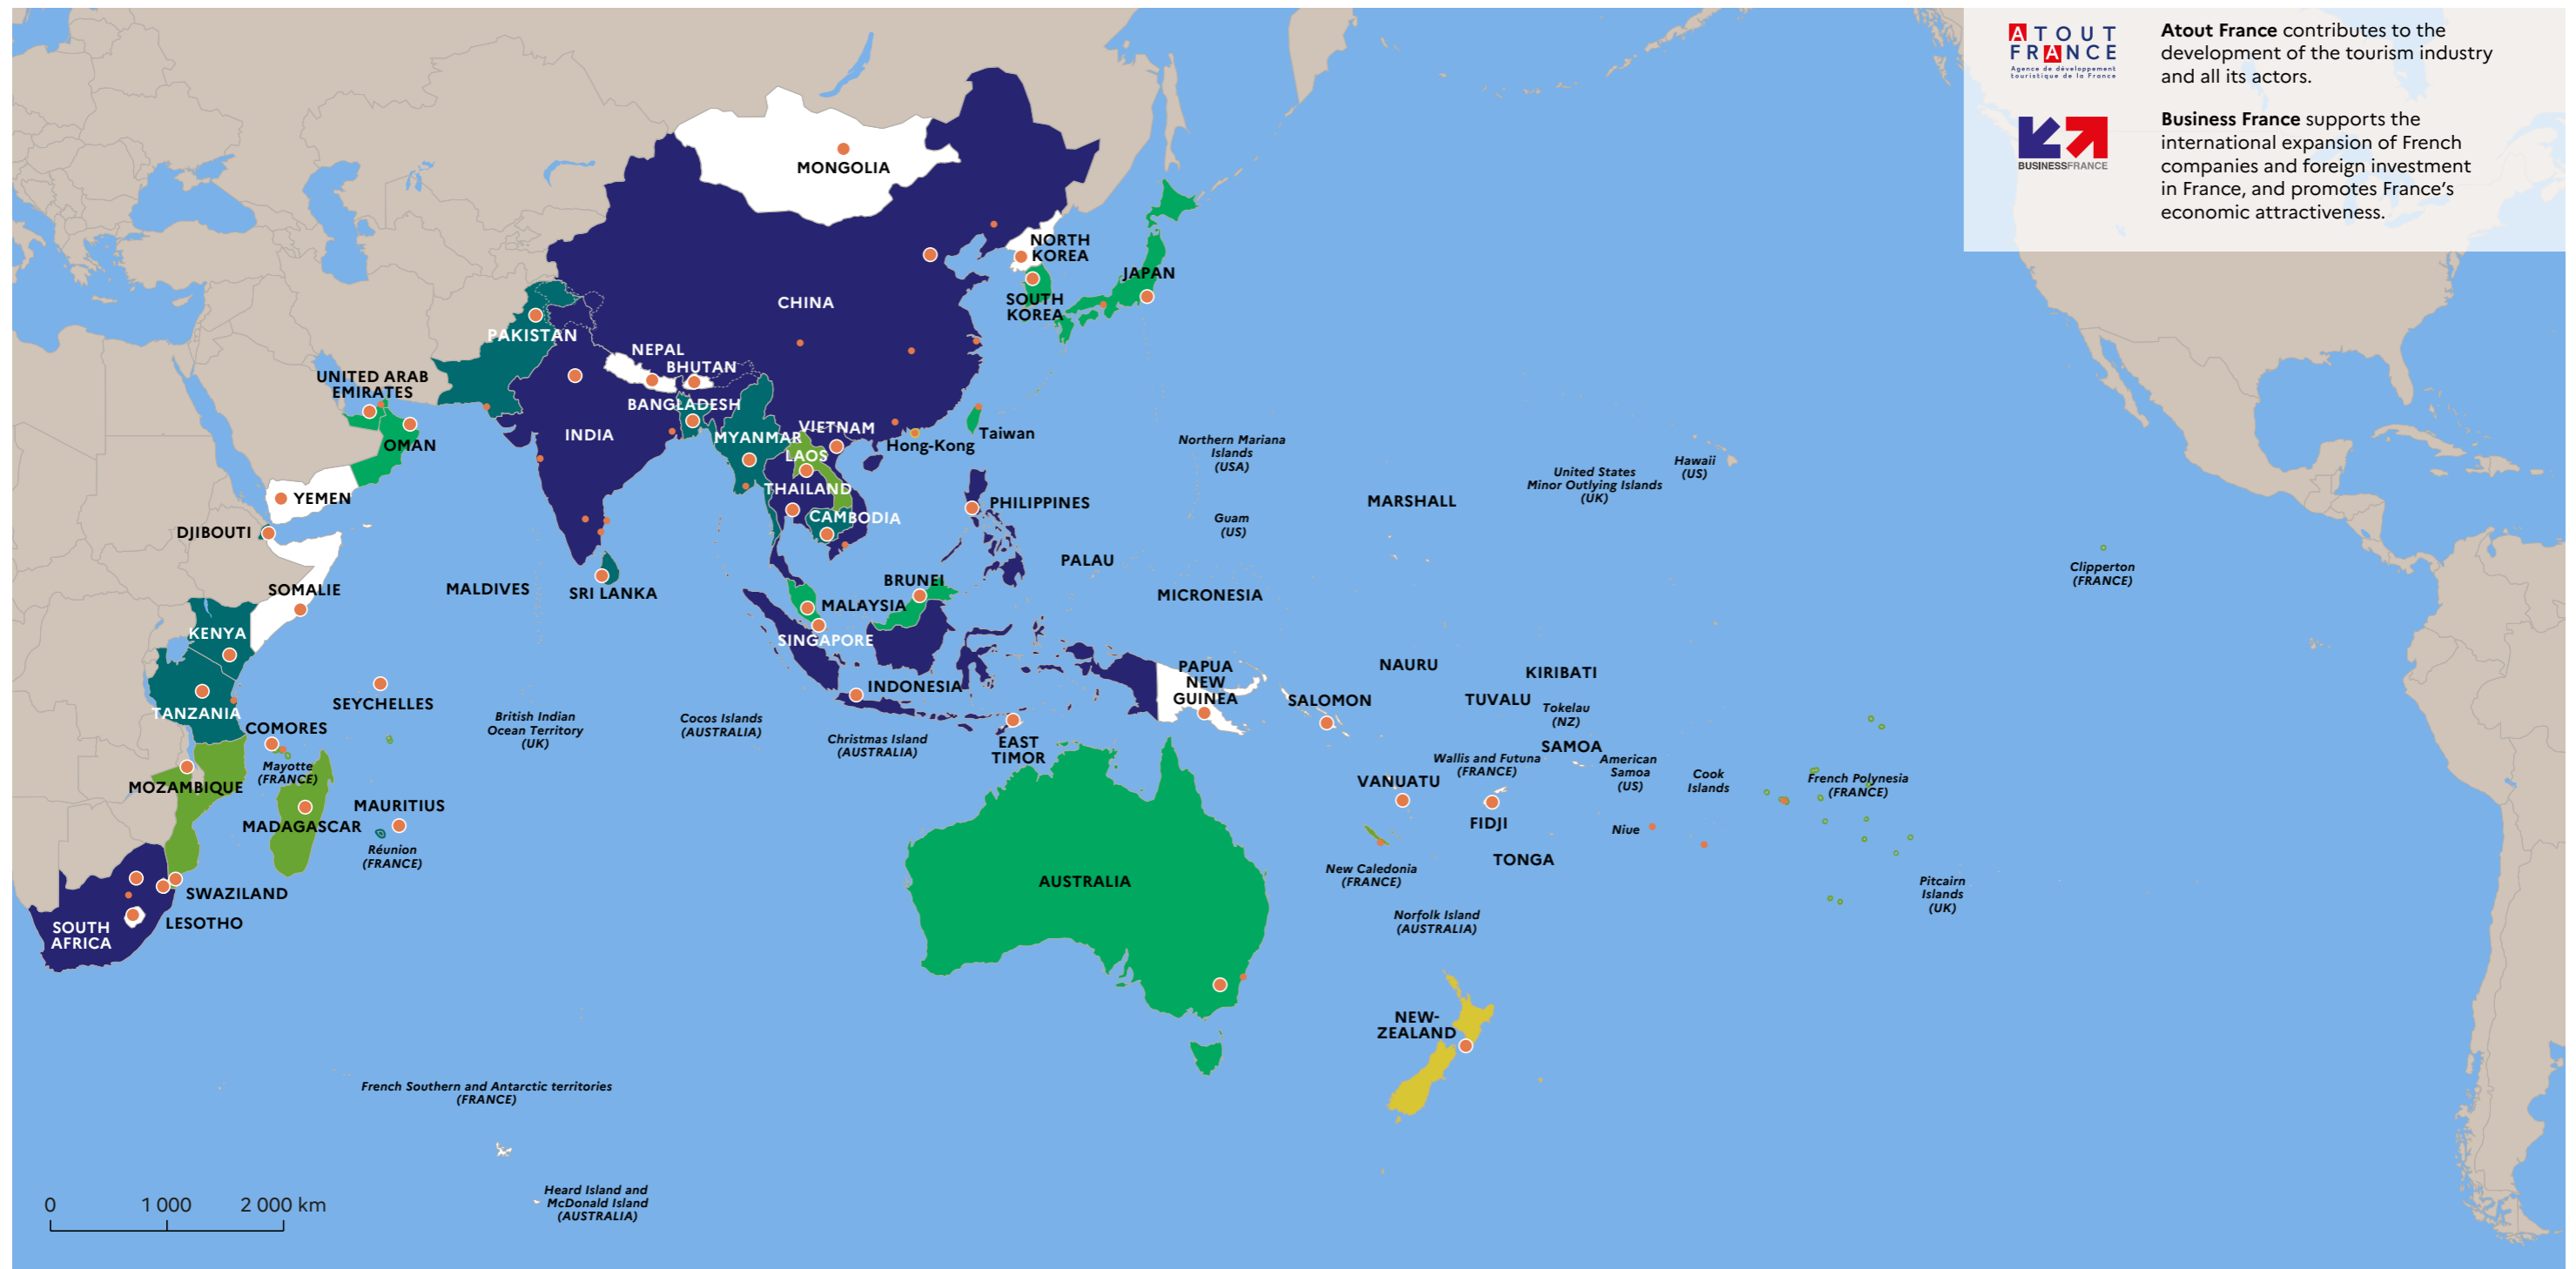 ATOUT
FRANCE
Agence de développement
touristique de la France
Atout France contributes to the
development of the tourism industry
and all its actors.
BUSINESSFRANCE
Business France supports the
international expansion of French
companies and foreign investment
in France, and promotes France's
economic attractiveness.
MONGOLIA
NORTH
KOREA
JAPAN
CHINA
SOUTH
KOREA
PAKISTAN
NEPAL
BHUTAN
UNITED ARAB
EMIRATES
BANGLADESH
INDIA
MYANMAR
VIETNAM
Hong-Kong
Taiwan
OMAN
LAOS
Northern Mariana
Islands
(USA)
Hawaii
(US)
United States
Minor Outlying Islands
(UK)
YEMEN
THAILAND
PHILIPPINES
MARSHALL
DJIBOUTI
CAMBODIA
Guam
(US)
PALAU
Clipperton
(FRANCE)
SOMALIE
MALDIVES
SRI LANKA
BRUNEI
MALAYSIA
MICRONESIA
KENYA
SINGAPORE
PAPUA
NEW
GUINEA
NAURU
KIRIBATI
INDONESIA
SALOMON
TUVALU
SEYCHELLES
TANZANIA
Tokelau
(NZ)
COMORES
British Indian
Ocean Territory
(UK)
Cocos Islands
(AUSTRALIA)
Christmas Island
(AUSTRALIA)
EAST
TIMOR
SAMOA
Mayotte
(FRANCE)
Wallis and Futuna
(FRANCE)
American
Samoa
(US)
Cook
Islands
French Polynesia
(FRANCE)
MOZAMBIQUE
VANUATU
MAURITIUS
MADAGASCAR
FIDJI
Niue
Réunion
(FRANCE)
TONGA
New Caledonia
(FRANCE)
AUSTRALIA
SWAZILAND
Pitcairn
Islands
(UK)
LESOTHO
SOUTH
AFRICA
Norfolk Island
(AUSTRALIA)
NEW-
ZEALAND
French Southern and Antarctic territories
(FRANCE)
Heard Island and
McDonald Island
(AUSTRALIA)
0 1 000 2 000 km